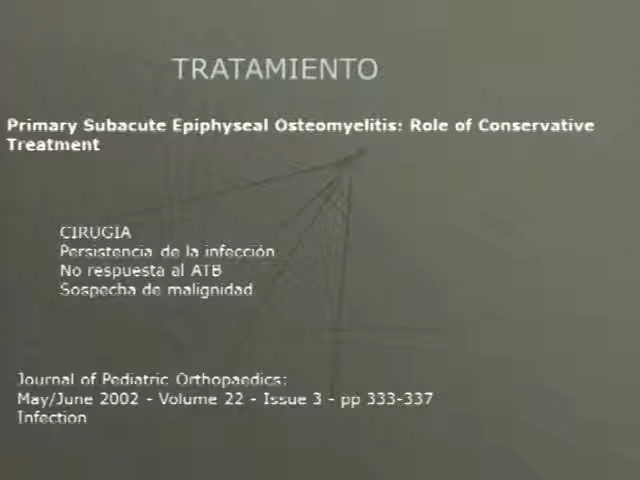 TRATAMIENTO
Primary Subacute Epiphyseal Osteomyelitis: Role of Conservative
Treatment
CIRUGIA
Persistencia de la infección
No respuesta al ATB
Sospecha de malignidad
Journal of Pediatric Orthopaedics:
May/June 2002 - Volume 22 - Issue 3 - pp 333-337
Infection